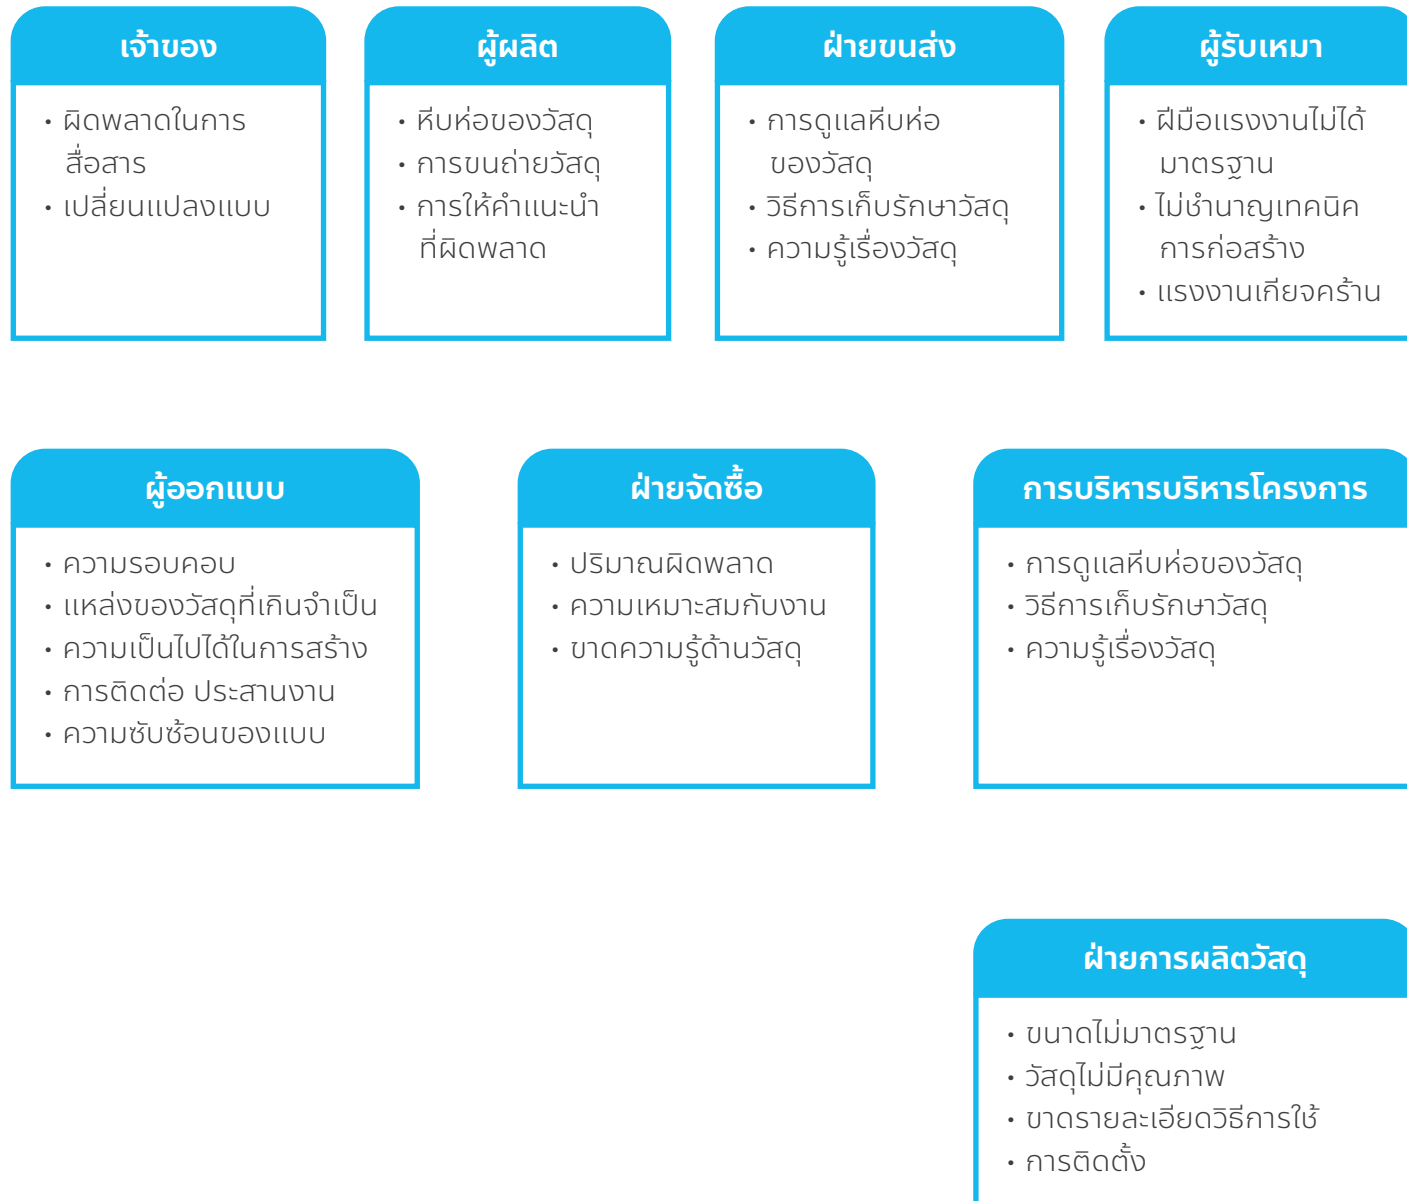 เจ้าของ
• ผิดพลาดในการ
สื่อสาร
• เปลี่ยนแปลงแบบ
ผู้ผลิต
• หีบห่อของวัสดุ
• การขนถ่ายวัสดุ
• การให้คำแนะนำ
ที่ผิดพลาด
ฝ่ายขนส่ง
• การดูแลหีบห่อ
ของวัสดุ
• วิธีการเก็บรักษาวัสดุ
• ความรู้เรื่องวัสดุ
ผู้รับเหมา
• ฝีมือแรงงานไม่ได้
มาตรฐาน
• ไม่ชำนาญเทคนิค
การก่อสร้าง
• แรงงานเกียจคร้าน
ผู้ออกแบบ
• ความรอบคอบ
• แหล่งของวัสดุที่เกินจำเป็น
• ความเป็นไปได้ในการสร้าง
• การติดต่อ ประสานงาน
• ความซับซ้อนของแบบ
ฝ่ายจัดซื้อ
• ปริมาณผิดพลาด
• ความเหมาะสมกับงาน
• ขาดความรู้ด้านวัสดุ
การบริหารบริหารโครงการ
• การดูแลหีบห่อของวัสดุ
• วิธีการเก็บรักษาวัสดุ
• ความรู้เรื่องวัสดุ
ฝ่ายการผลิตวัสดุ
• ขนาดไม่มาตรฐาน
• วัสดุไม่มีคุณภาพ
• ขาดรายละเอียดวิธีการใช้
• การติดตั้ง